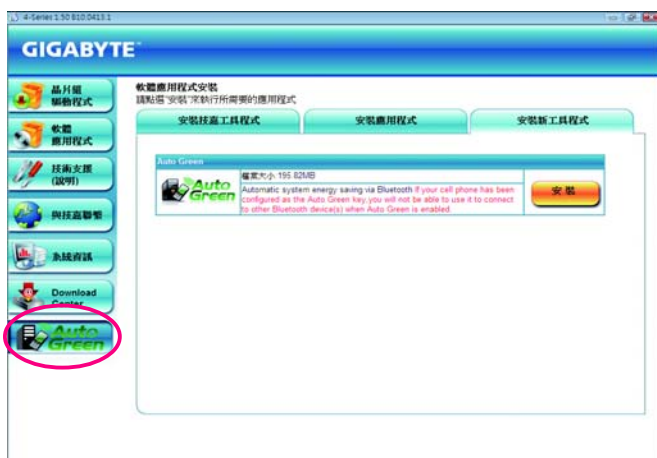 4-Series 1.50 B10.0413.1
GIGABYTE
晶片組
驅動程式
軟體
應用程式
技術支援
(說明)
與技嘉聯繫
系統資訊
Download
Center
Auto
Green
軟體應用程式安裝
請點選"安裝"來執行所需要的應用程式
安裝技嘉工具程式
安裝應用程式
安裝新工具程式
Auto Green
Auto
Green
檔案大小: 195.82MB
Automatic system energy saving via Bluetooth If your cell phone has been
configured as the Auto Green key, you will not be able to use it to connect
to other Bluetooth device(s) when Auto Green is enabled.
安裝